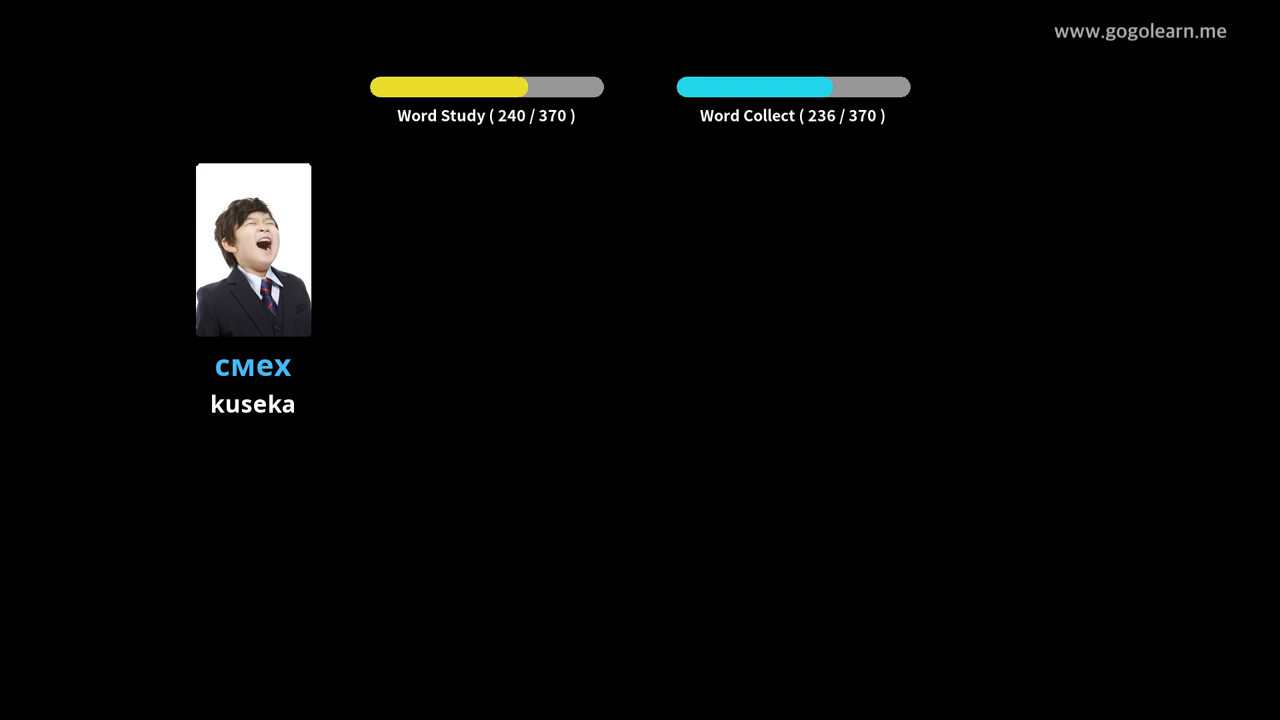 www.gogolearn.me
Word Study ( 240 / 370 )
Word Collect ( 236 / 370 )
смех
kuseka